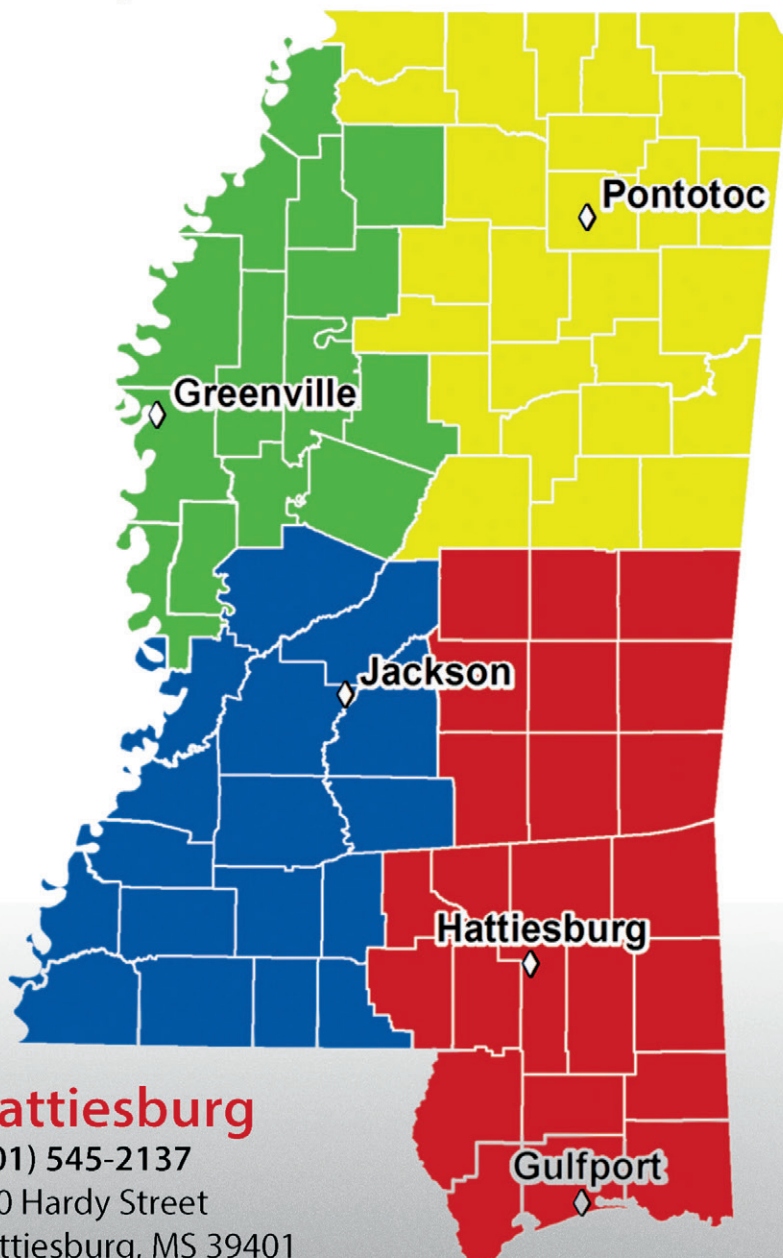 Pontotoc
Greenville
Jackson
Hattiesburg
Gulfport
attiesburg
01) 545-2137
0 Hardy Street
ttiesburg, MS 39401